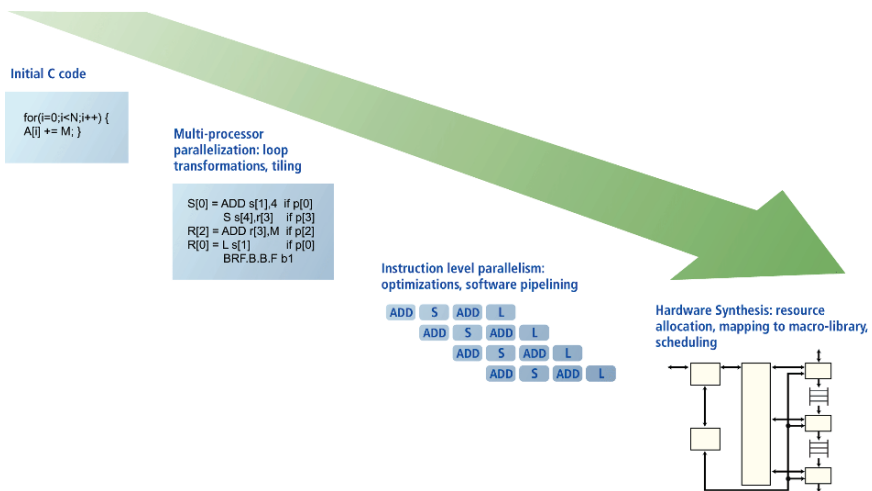 Initial C code
for(i=0;i<N;i++) {
A[i] += M; }
Multi-processor
parallelization: loop
transformations, tiling
S[0] = ADD s[1],4 if p[0]
S s[4],r[3] if p[3]
R[2] = ADD r[3],M if p[2]
R[0] = L s[1] if p[0]
BRF.B.B.F b1
Instruction level parallelism:
optimizations, software pipelining
ADD S ADD L
ADD S ADD L
ADD S ADD L
ADD S ADD L
Hardware Synthesis: resource
allocation, mapping to macro-library,
scheduling